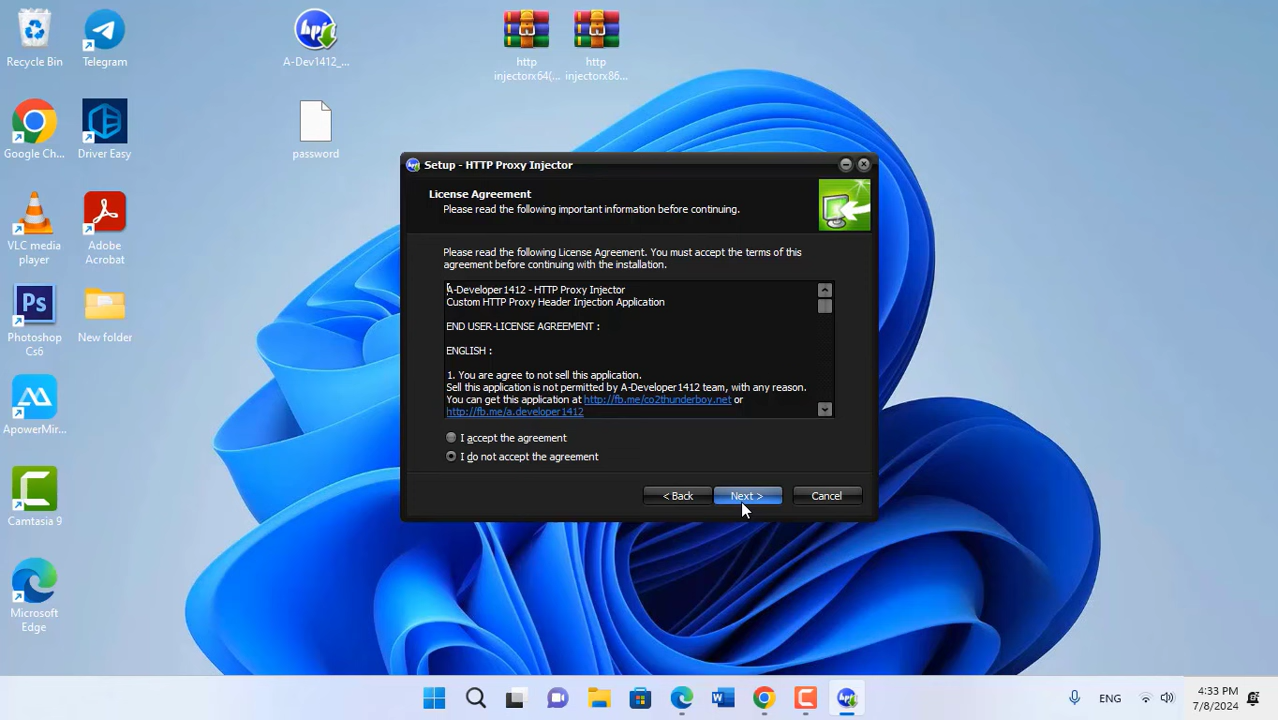 Recycle Bin
Telegram
A-Dev1412_...
http
injectorx64(...
http
injectorx86...
Google Ch...
Driver Easy
password
VLC media
player
Adobe
Acrobat
Ps
Photoshop
Cs6
New folder
ApowerMir...
Camtasia 9
Microsoft
Edge
Setup - HTTP Proxy Injector
License Agreement
Please read the following important information before continuing.
Please read the following License Agreement. You must accept the terms of this
agreement before continuing with the installation.
A-Developer1412 - HTTP Proxy Injector
Custom HTTP Proxy Header Injection Application
END USER-LICENSE AGREEMENT :
ENGLISH :
1. You are agree to not sell this application.
Sell this application is not permitted by A-Developer1412 team, with any reason.
You can get this application at http://fb.me/co2thunderboy.net or
http://fb.me/a.developer1412
I accept the agreement
I do not accept the agreement
< Back
Next >
Cancel
ENG
4:33 PM
7/8/2024